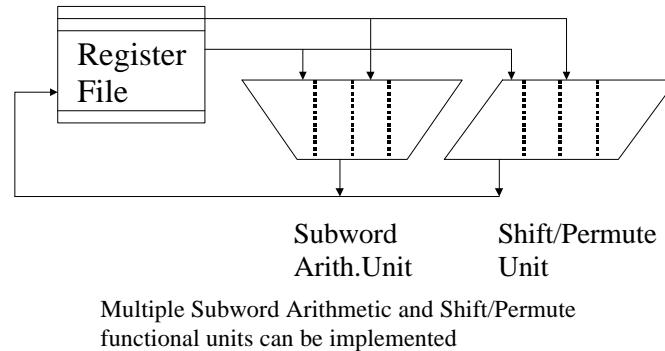 Register
File
Subword
Arith.Unit
Shift/Permute
Unit
Multiple Subword Arithmetic and Shift/Permute
functional units can be implemented